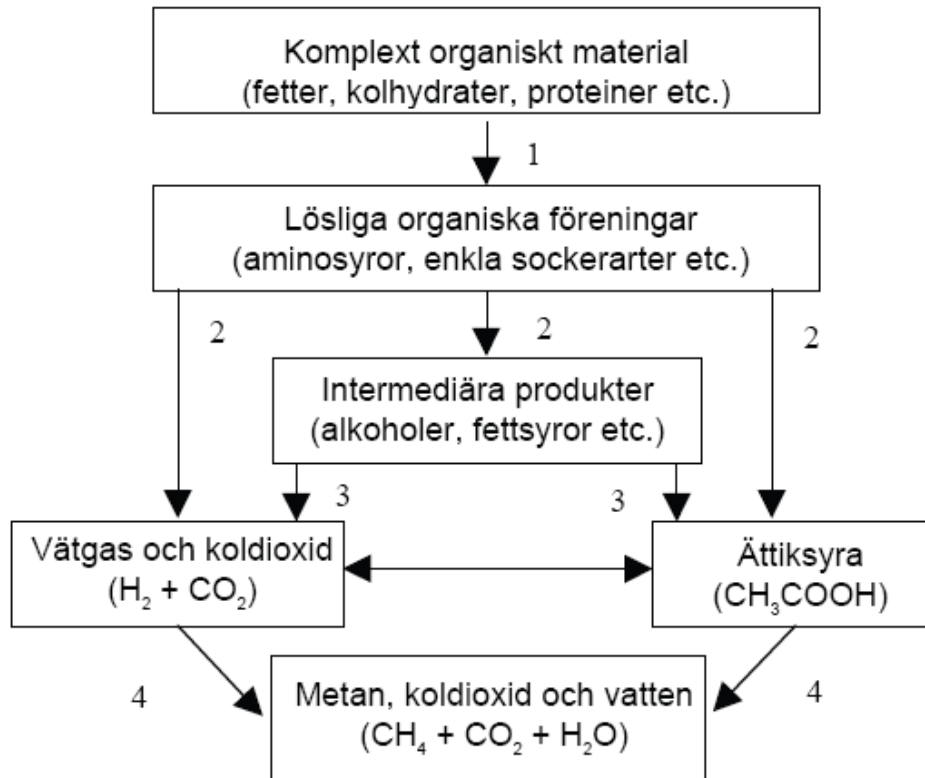 Komplext organiskt material
(fetter, kolhydrater, proteiner etc.)
1
Lösliga organiska föreningar
(aminosyror, enkla sockerarter etc.)
2
2
2
Intermediära produkter
(alkoholer, fettsyror etc.)
3
3
Vätgas och koldioxid
(H₂ + CO₂)
Ättiksyra
(CH₃COOH)
4
4
Metan, koldioxid och vatten
(CH₄ + CO₂ + H₂O)